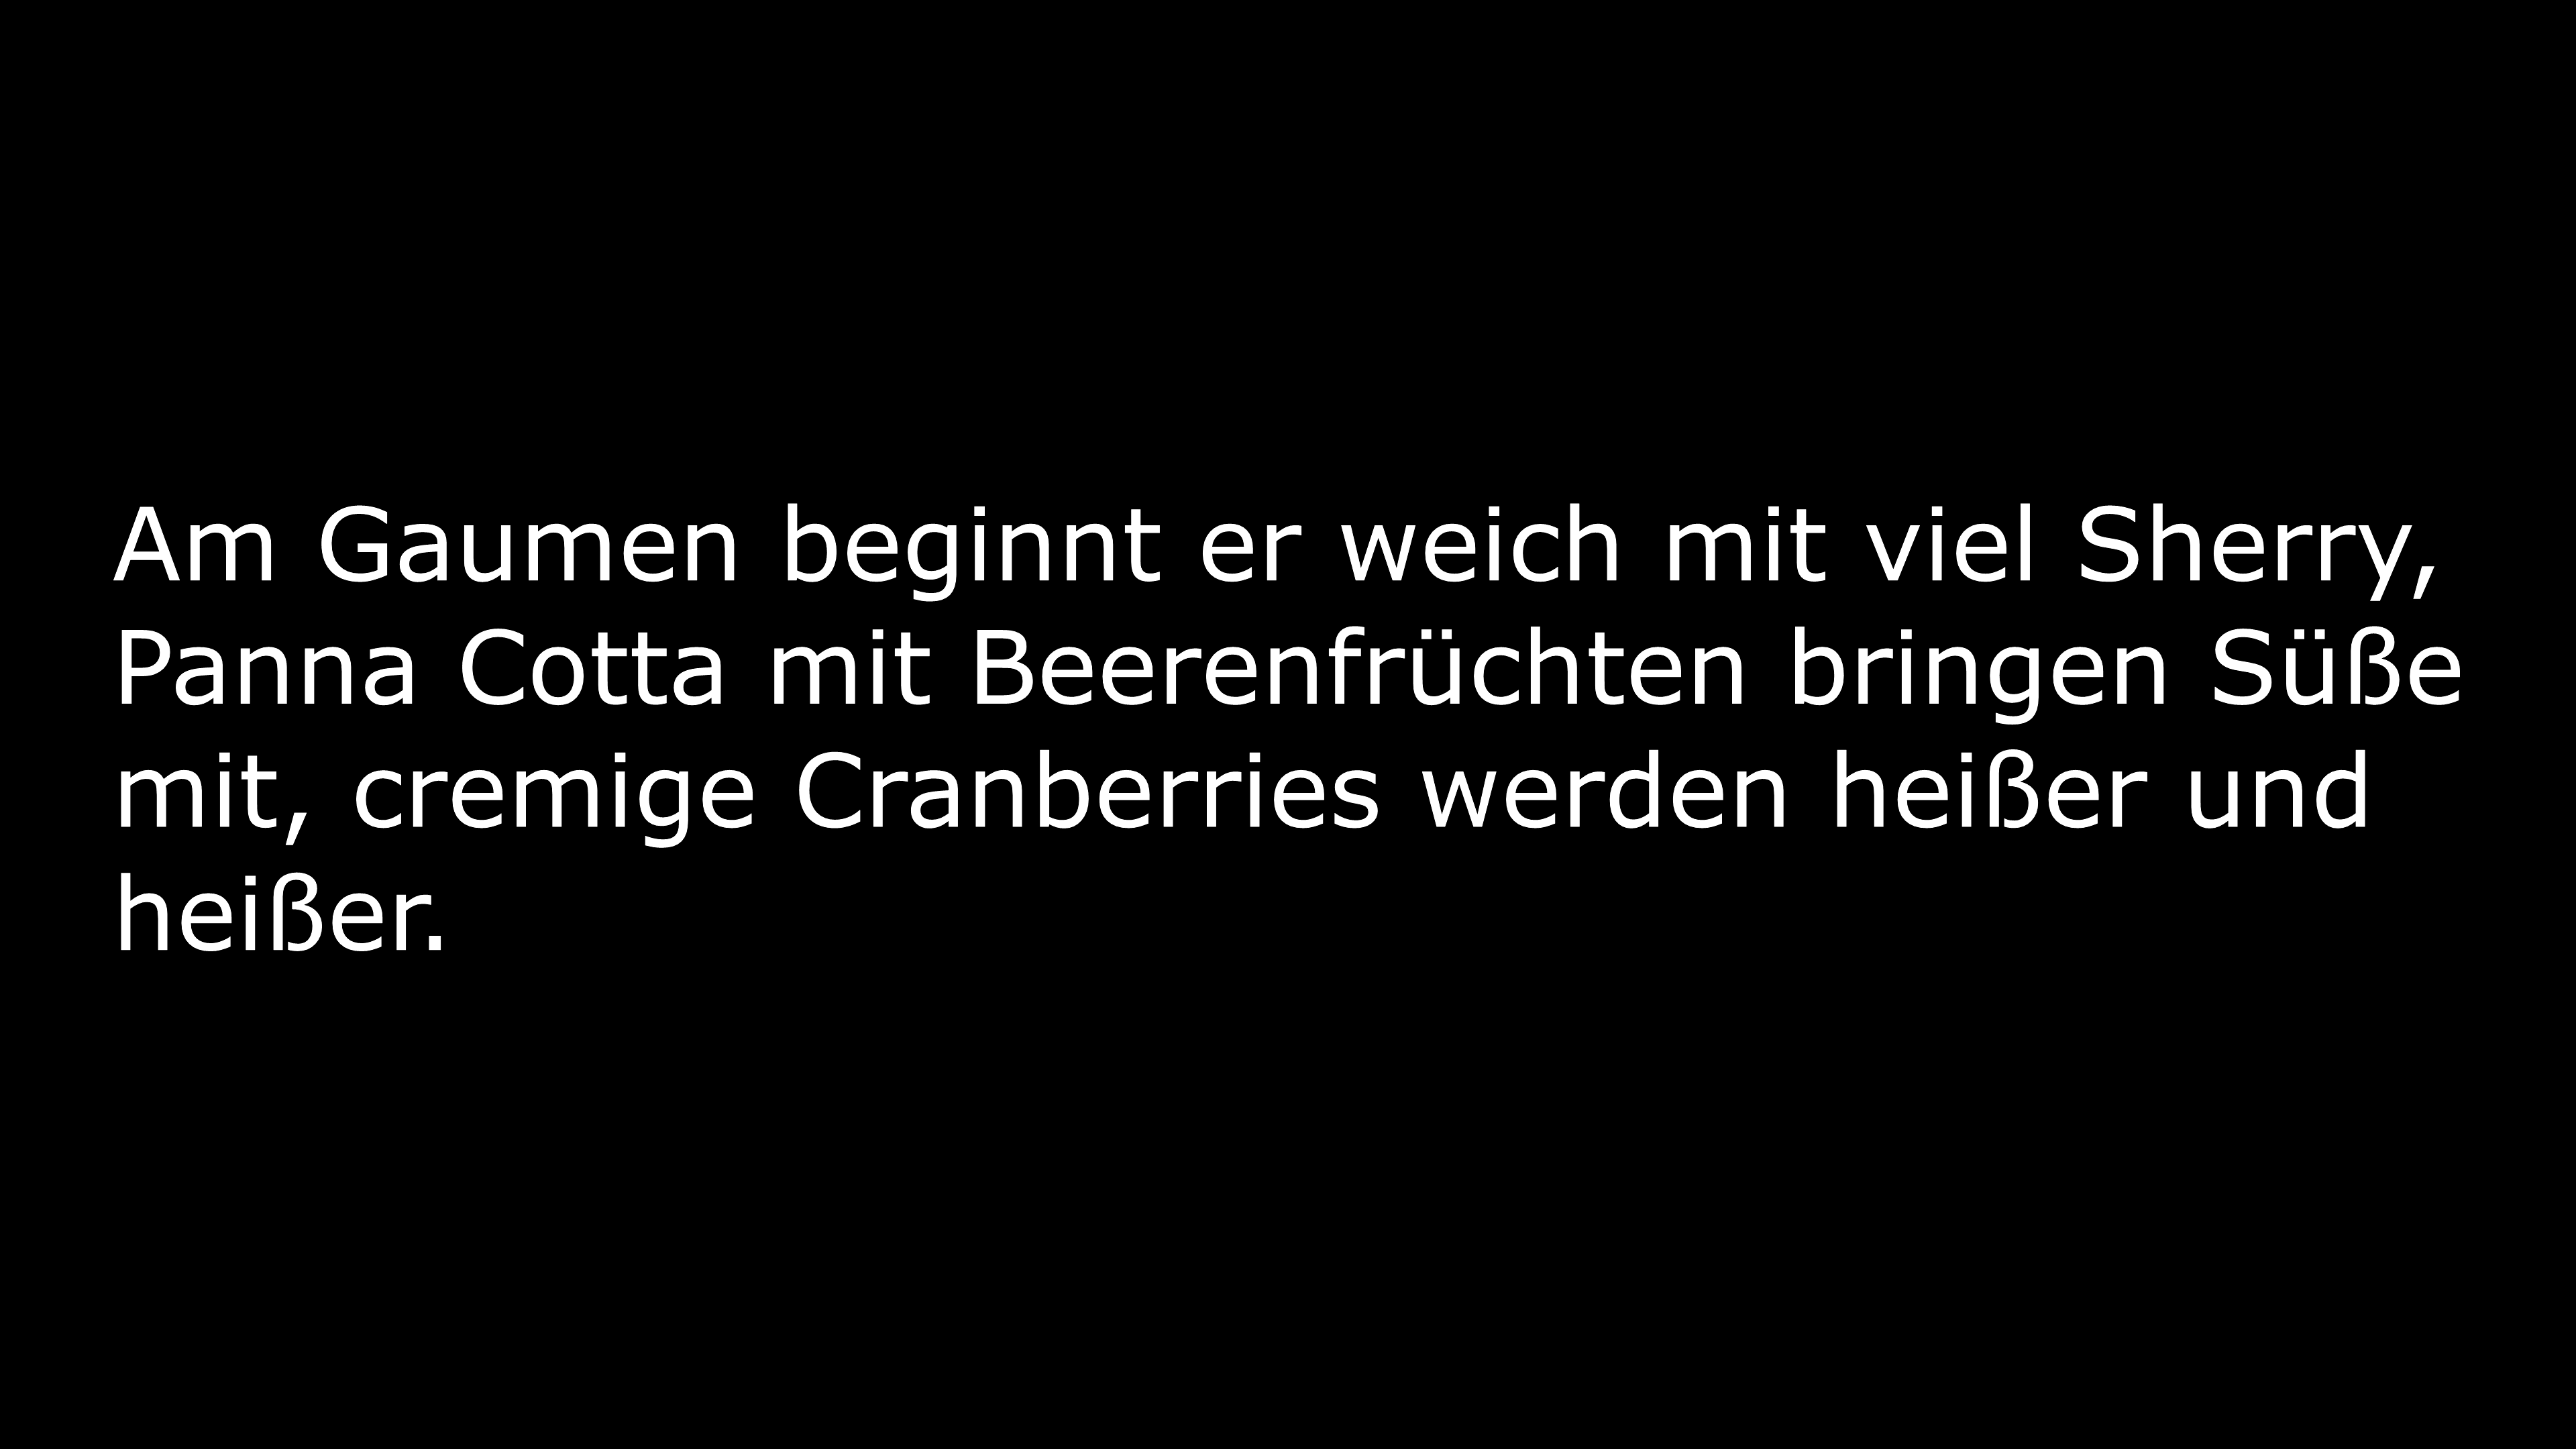 Am Gaumen beginnt er weich mit viel Sherry,
Panna Cotta mit Beerenfrüchten bringen Süße
mit, cremige Cranberries werden heißer und
heißer.